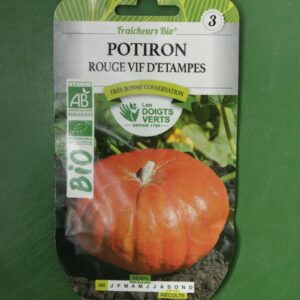 Fraîcheurs Bio®
3
POTIRON
ROUGE VIF D'ETAMPES
TRÈS BONNE CONSERVATION
AB
Les
DOIGTS
VERTS
DEPUIS 1780
BiO
SEMIS
J F M A M J J A S O N D
RÉCOLTE